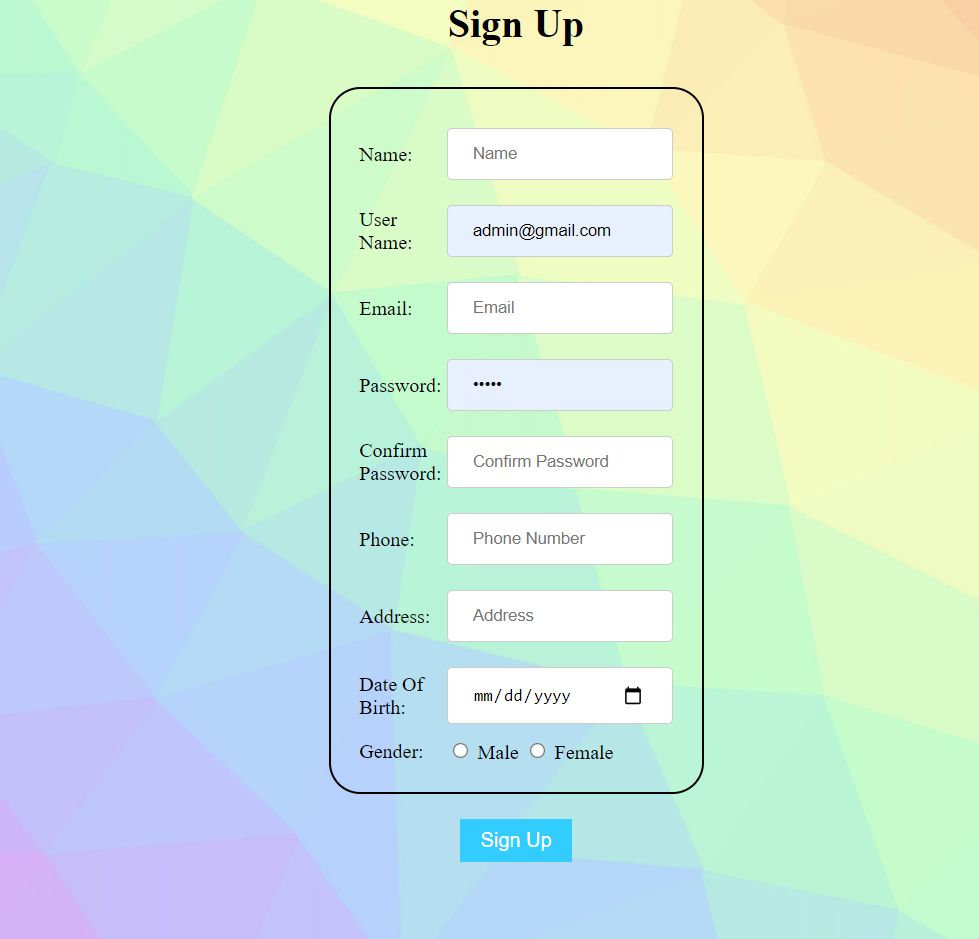 Sign Up
Name: Name
User
Name: admin@gmail.com
Email: Email
Password: •••••
Confirm
Password: Confirm Password
Phone: Phone Number
Address: Address
Date Of
Birth: mm/dd/yyyy
Gender: Male Female
Sign Up